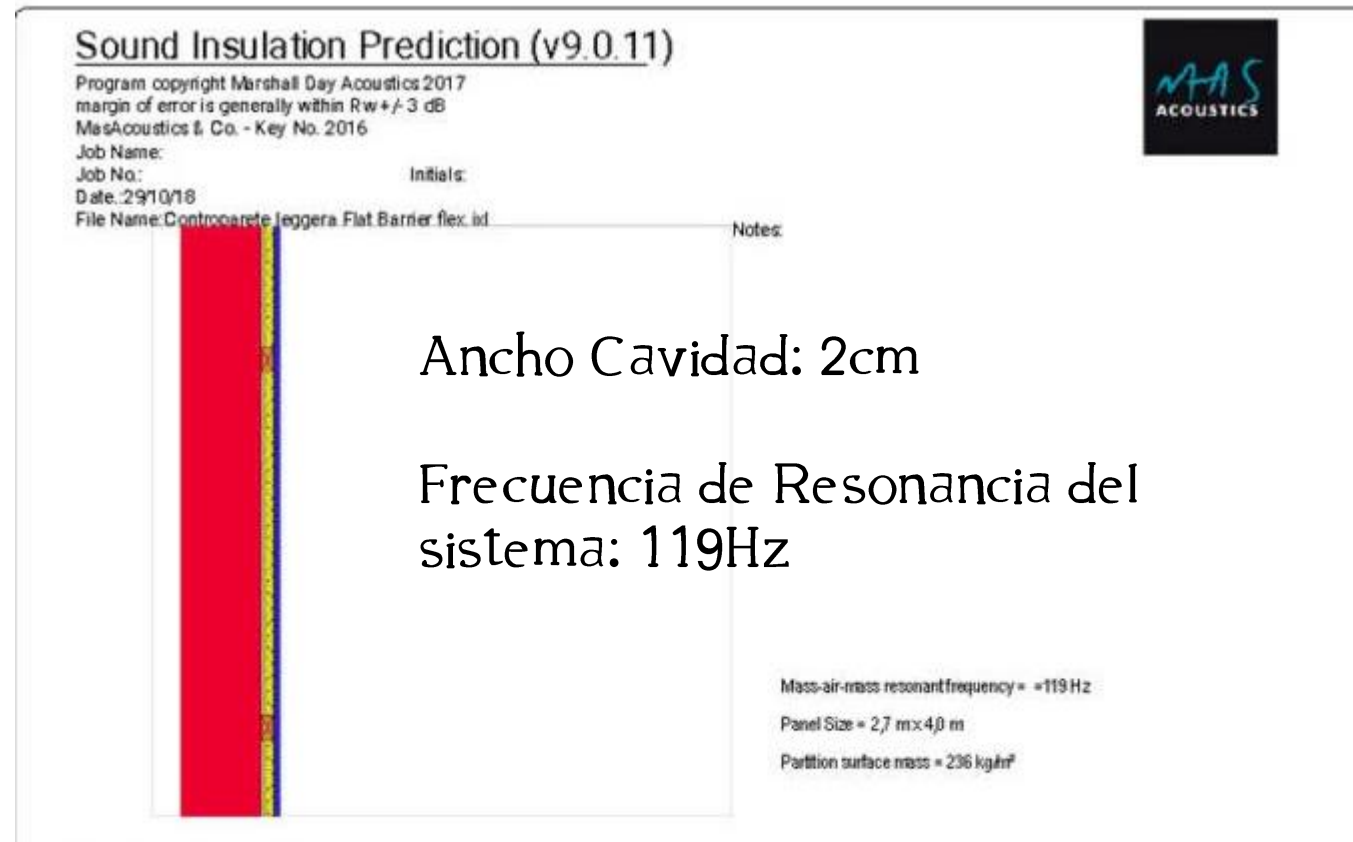 Sound Insulation Prediction (v9.0.11)
Program copyright Marshall Day Acoustics 2017
margin of error is generally within Rw +/- 3 dB
MasAcoustics & Co. - Key No. 2016
Job Name:
Job No.: Initials:
Date.:29/10/18
File Name:Controparete leggera Flat Barrier flex.ixl
MAS
ACOUSTICS
Notes:
Ancho Cavidad: 2cm
Frecuencia de Resonancia del
sistema: 119Hz
Mass-air-mass resonant frequency = =119 Hz
Panel Size = 2,7 m x 4,0 m
Partition surface mass = 236 kg/m²